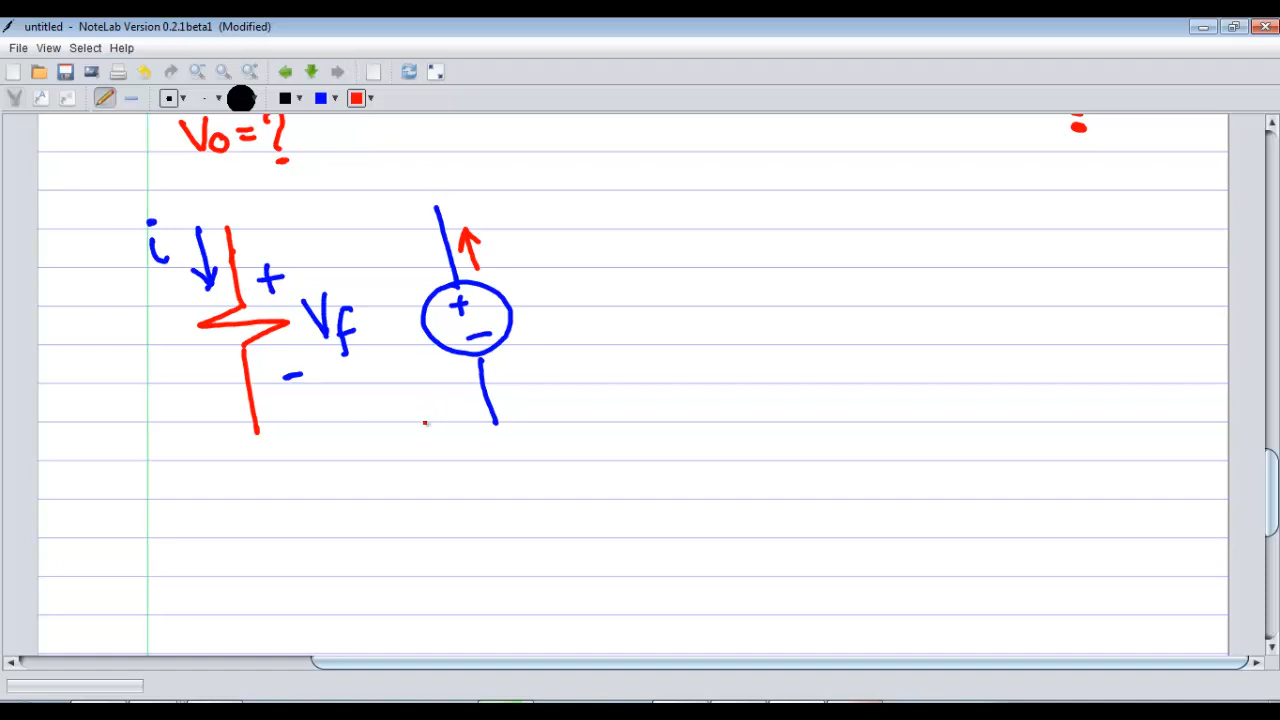 untitled - NoteLab Version 0.2.1beta1 (Modified)
File View Select Help
Vo=?
i
+
Vf
-
+
-